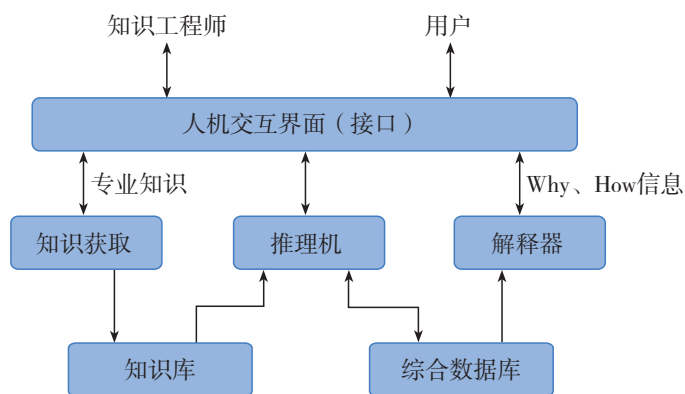 知识工程师
用户
人机交互界面（接口）
专业知识
Why、How信息
知识获取
推理机
解释器
知识库
综合数据库